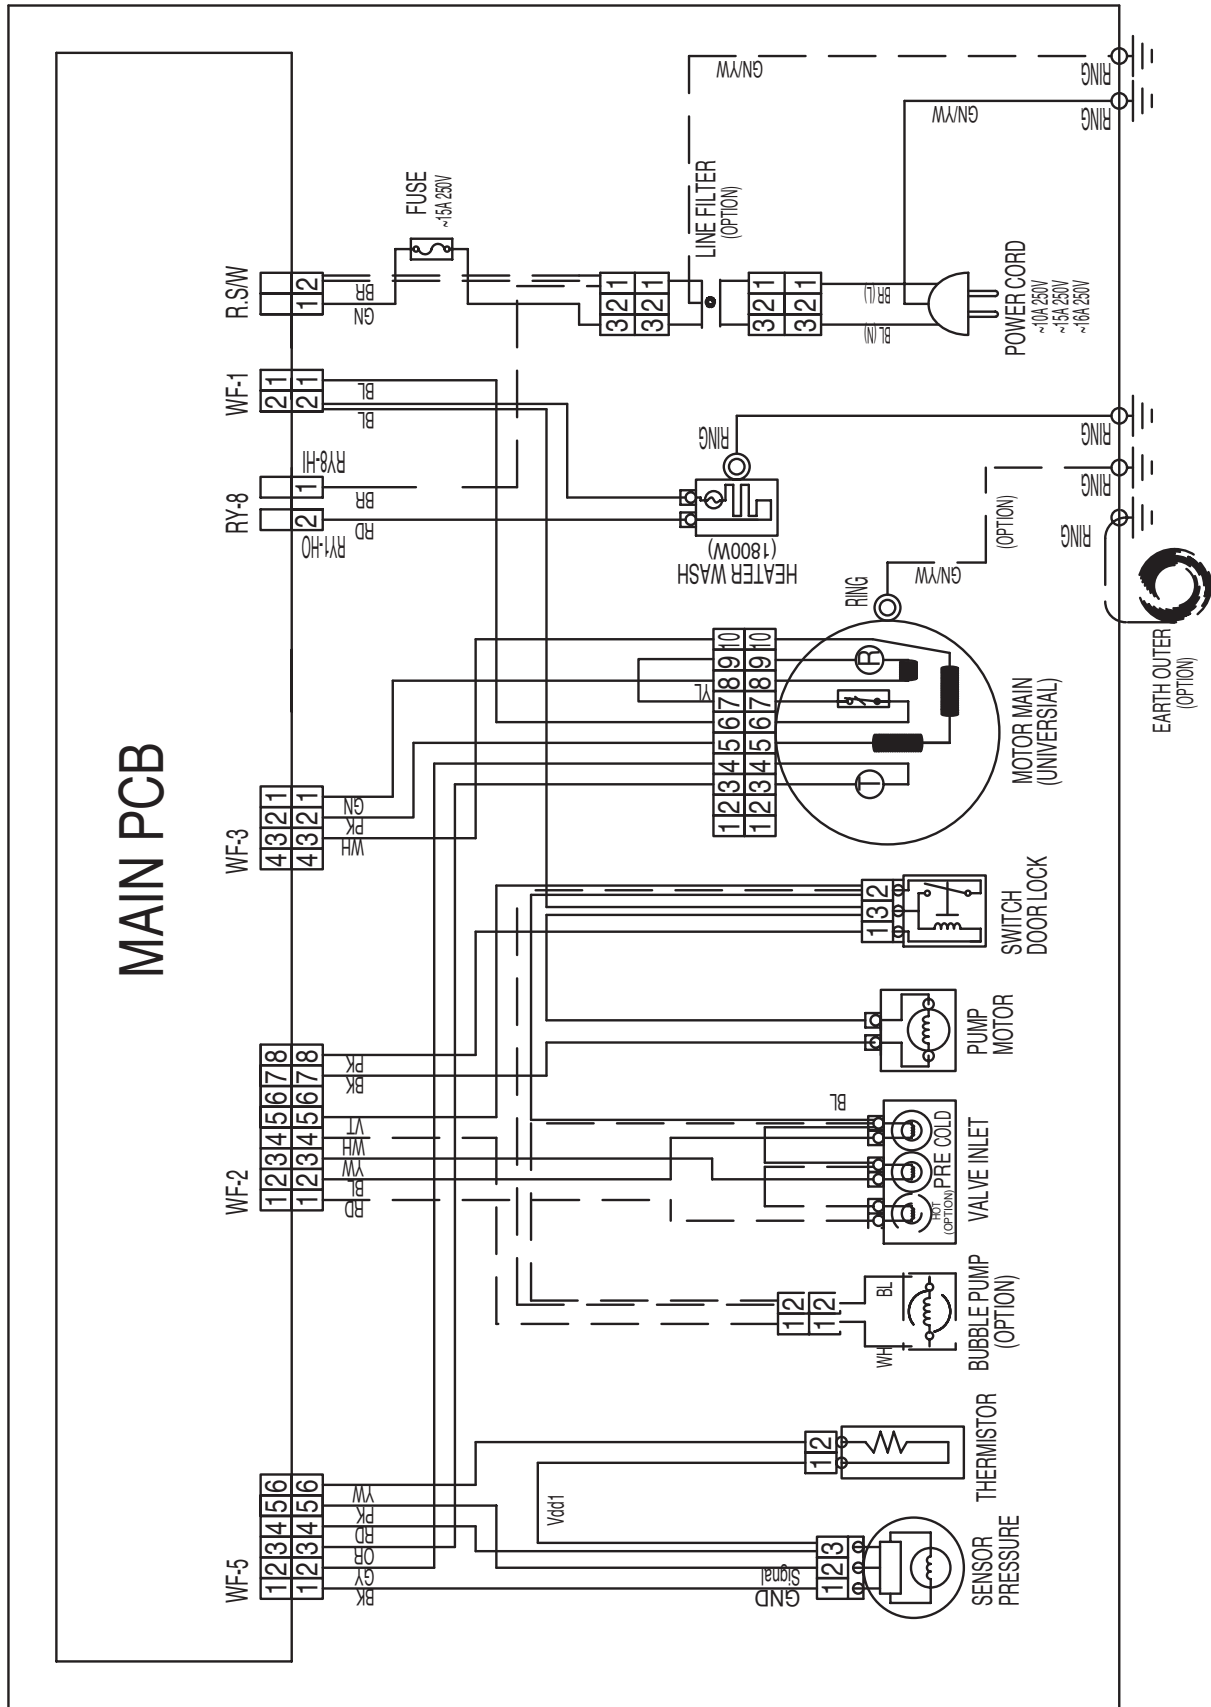 MAIN PCB
WF-5
1 2 3 4 5 6
1 2 3 4 5 6
BK
GY
OR
RD
PK
YW
WF-2
1 2 3 4 5 6 7 8
1 2 3 4 5 6 7 8
RD
BL
YW
WH
VT
BK
PK
WF-3
4 3 2 1
4 3 2 1
WH
PK
GN
RY-8
2
1
RY1-HO
RY8-HI
RD
BR
WF-1
2 1
2 1
BL
BL
R.S/W
1 2
GN
BR
FUSE
~15A 250V
GND
Signal
Vdd1
1 2 3
SENSOR
PRESSURE
1 2
THERMISTOR
1 2
1 2
WH
BL
BUBBLE PUMP
(OPTION)
BL
HOT
(OPTION)
PRE
COLD
VALVE INLET
PUMP
MOTOR
1 3 2
SWITCH
DOOR LOCK
1 2 3 4 5 6 7 8 9 10
1 2 3 4 5 6 7 8 9 10
YL
T
R
MOTOR MAIN
(UNIVERSIAL)
RING
GN/YW
(OPTION)
HEATER WASH
(1800W)
RING
3 2 1
3 2 1
LINE FILTER
(OPTION)
3 2 1
3 2 1
BL (N)
BR (L)
POWER CORD
~10A 250V
~15A 250V
~16A 250V
GN/YW
GN/YW
RING
RING
RING
RING
RING
EARTH OUTER
(OPTION)